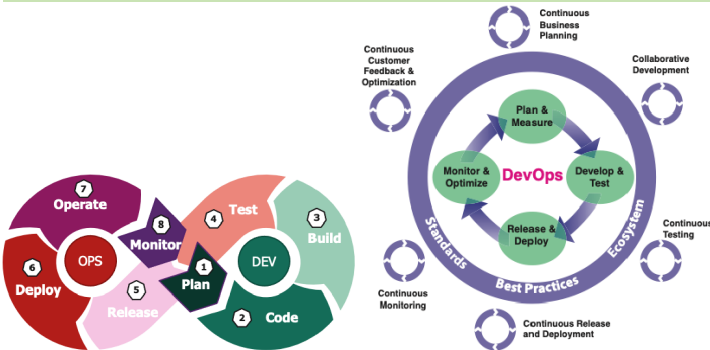 7
Operate
8
Monitor
4
Test
3
Build
6
Deploy
OPS
5
Release
1
Plan
DEV
2
Code
Continuous
Business
Planning
Continuous
Customer
Feedback &
Optimization
Collaborative
Development
Plan &
Measure
Monitor &
Optimize
DevOps
Develop &
Test
Release &
Deploy
Standards
Best Practices
Ecosystem
Continuous
Testing
Continuous
Monitoring
Continuous Release
and Deployment